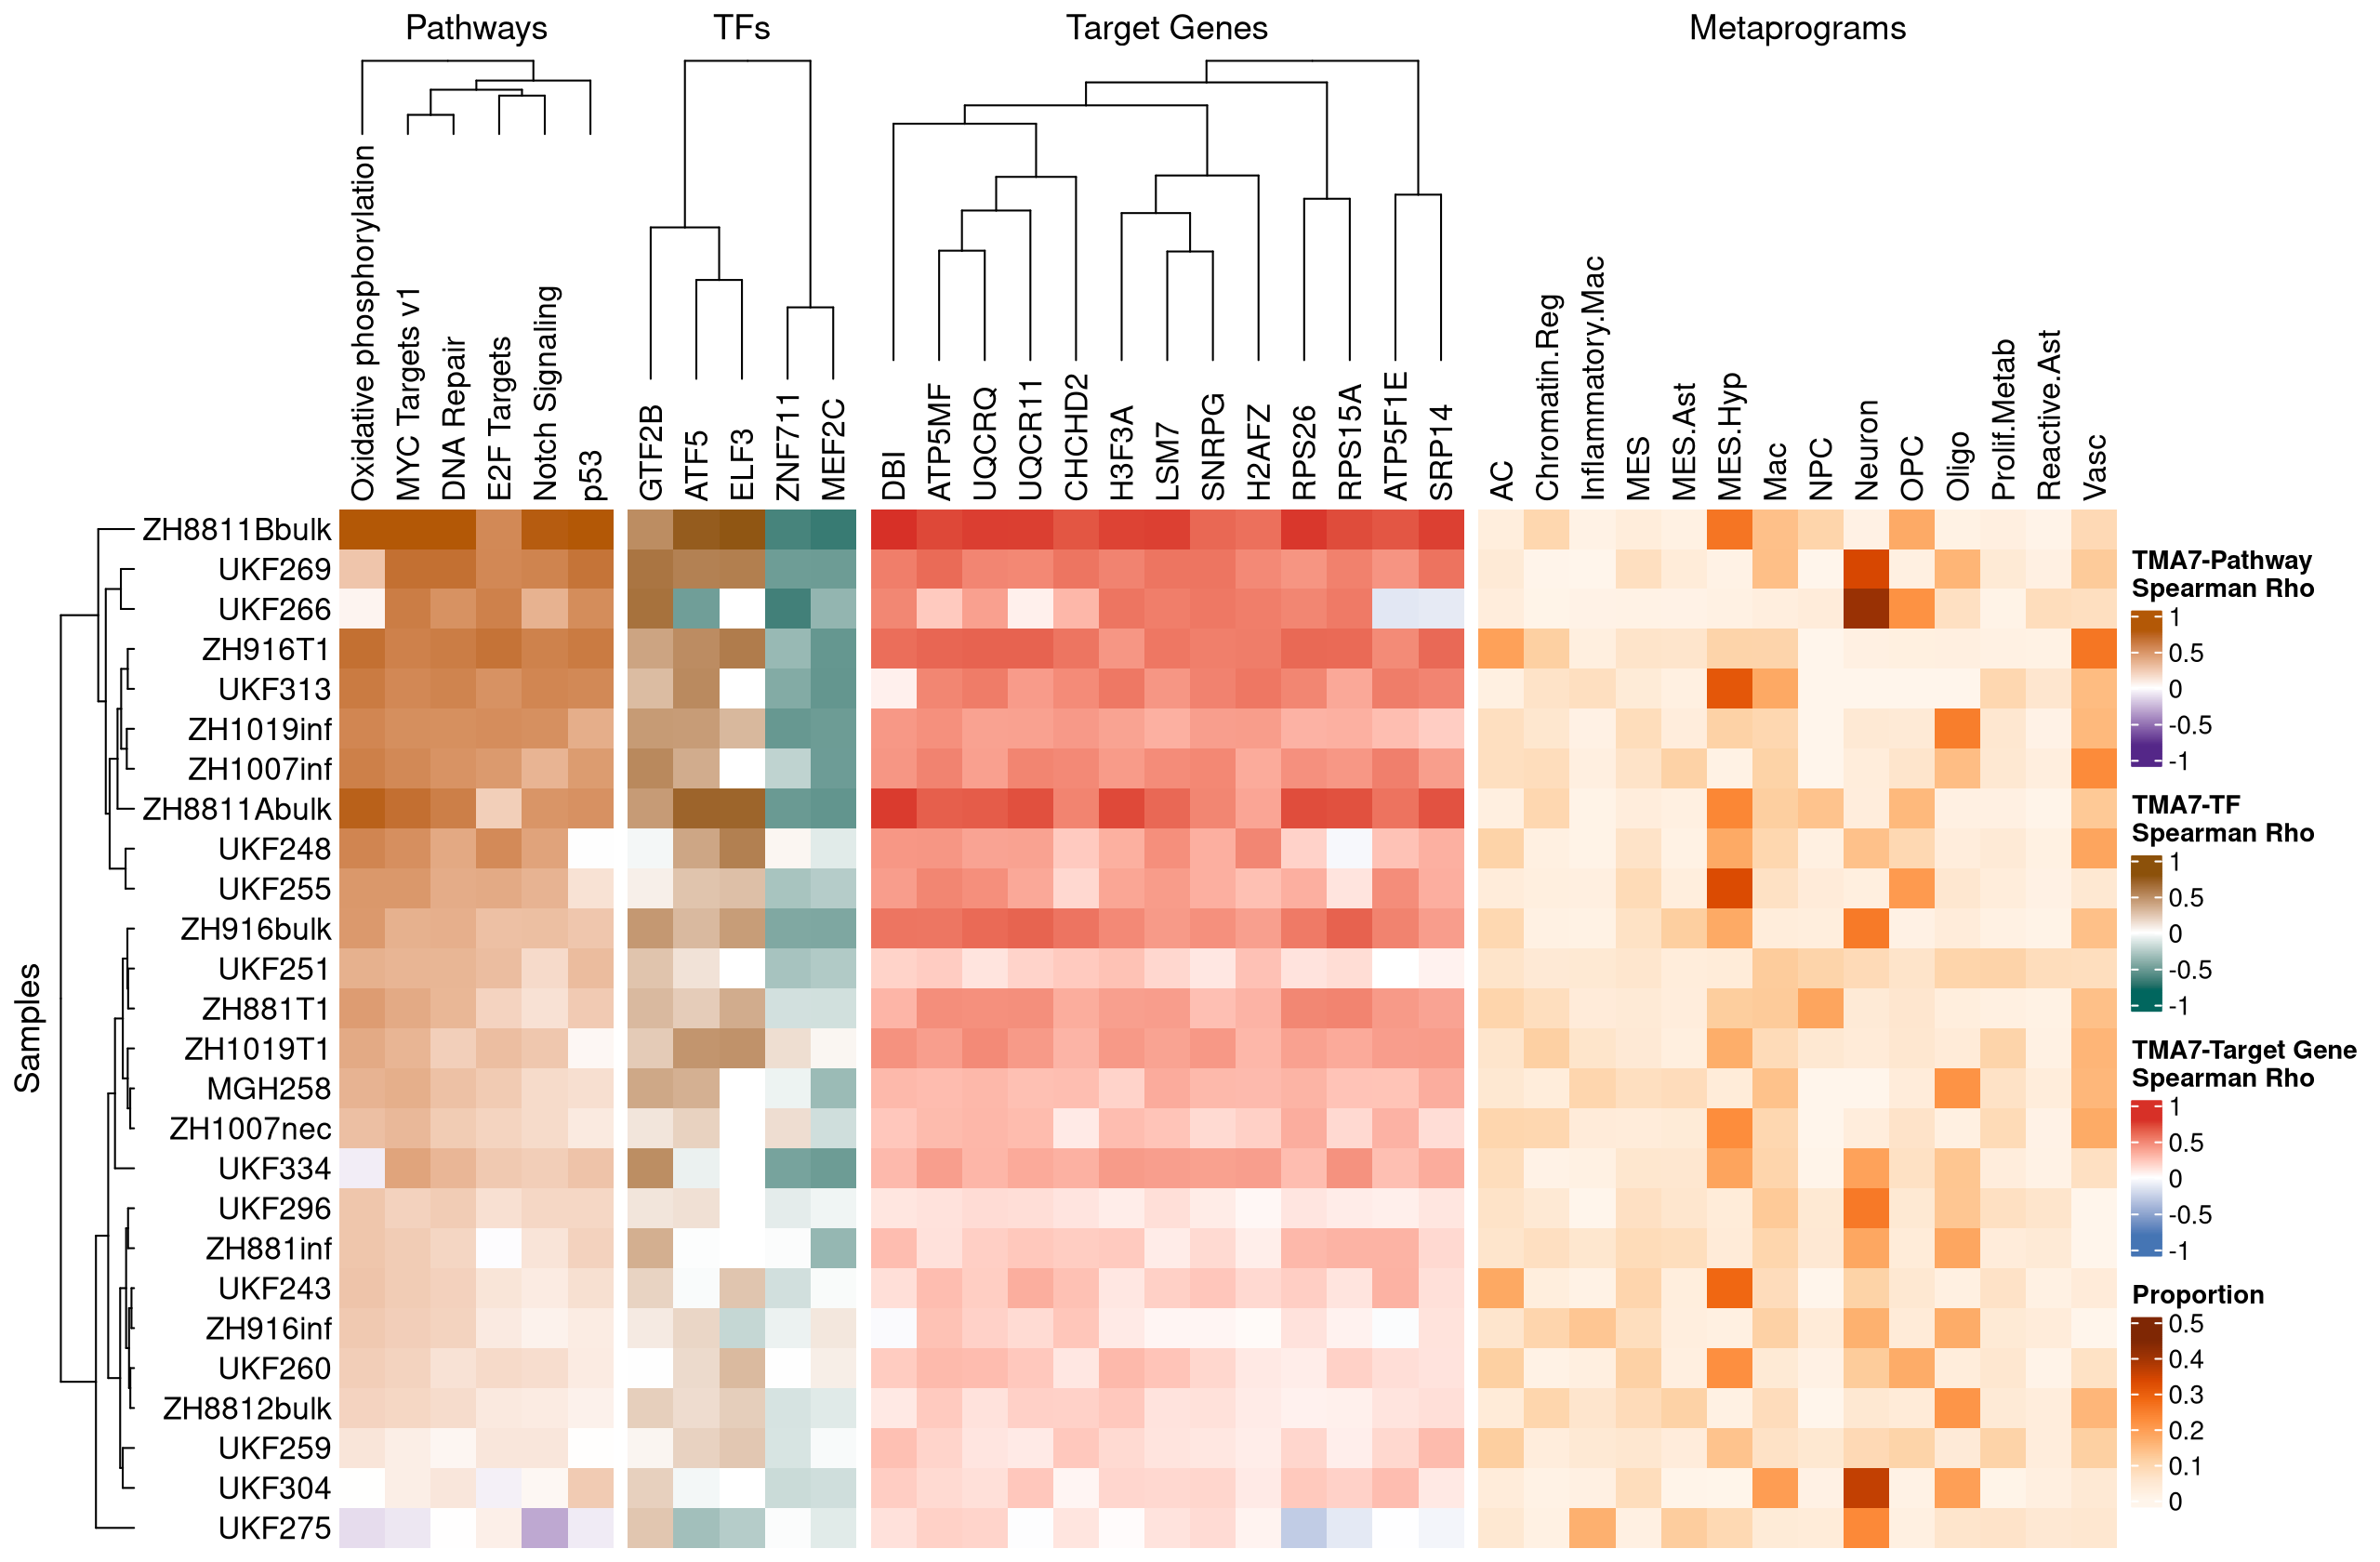 Pathways
TFs
Target Genes
Metaprograms
Oxidative phosphorylation
MYC Targets v1
DNA Repair
E2F Targets
Notch Signaling
p53
GTF2B
ATF5
ELF3
ZNF711
MEF2C
DBI
ATP5MF
UQCRQ
UQCR11
CHCHD2
H3F3A
LSM7
SNRPG
H2AFZ
RPS26
RPS15A
ATP5F1E
SRP14
AC
Chromatin.Reg
Inflammatory.Mac
MES
MES.Ast
MES.Hyp
Mac
NPC
Neuron
OPC
Oligo
Prolif.Metab
Reactive.Ast
Vasc
Samples
ZH8811Bbulk
UKF269
UKF266
ZH916T1
UKF313
ZH1019inf
ZH1007inf
ZH8811Abulk
UKF248
UKF255
ZH916bulk
UKF251
ZH881T1
ZH1019T1
MGH258
ZH1007nec
UKF334
UKF296
ZH881inf
UKF243
ZH916inf
UKF260
ZH8812bulk
UKF259
UKF304
UKF275
TMA7-Pathway
Spearman Rho
1
0.5
0
-0.5
-1
TMA7-TF
Spearman Rho
1
0.5
0
-0.5
-1
TMA7-Target Gene
Spearman Rho
1
0.5
0
-0.5
-1
Proportion
0.5
0.4
0.3
0.2
0.1
0